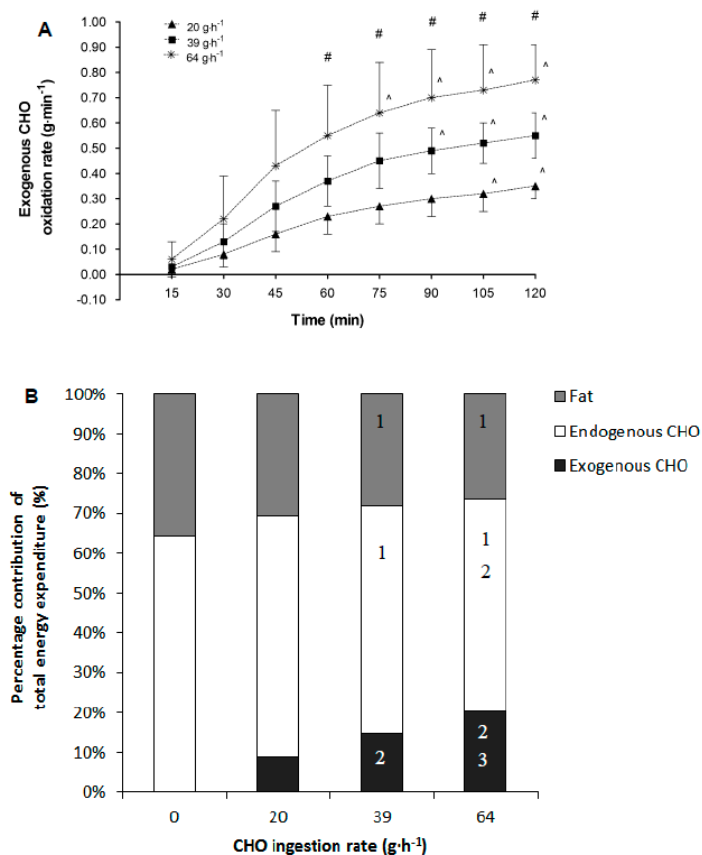 A
20 g·h⁻¹
39 g·h⁻¹
64 g·h⁻¹
# # # # #
Exogenous CHO
oxidation rate (g·min⁻¹)
1.00
0.90
0.80
0.70
0.60
0.50
0.40
0.30
0.20
0.10
0.00
-0.10
^ ^ ^ ^
^ ^ ^
^ ^
15 30 45 60 75 90 105 120
Time (min)
B
Percentage contribution of
total energy expenditure (%)
100%
90%
80%
70%
60%
50%
40%
30%
20%
10%
0%
1 1
1 1
2
2 2
3
0 20 39 64
CHO ingestion rate (g·h⁻¹)
Fat
Endogenous CHO
Exogenous CHO